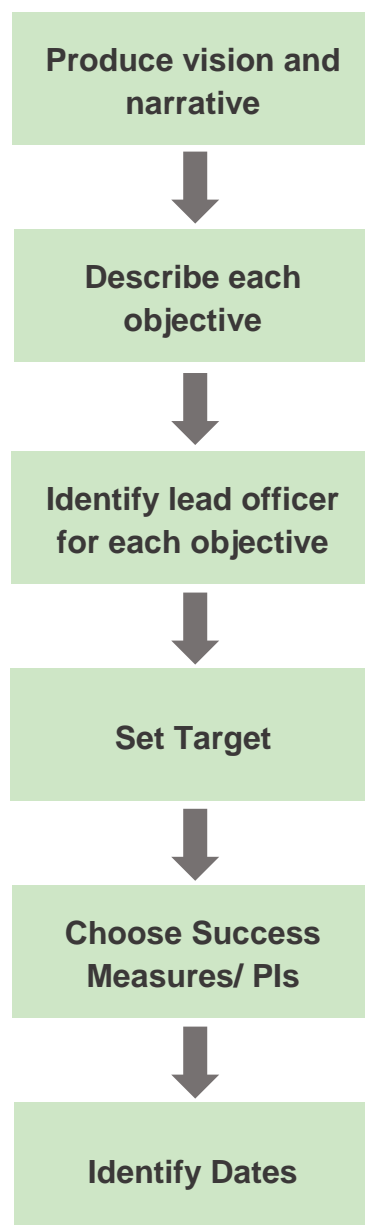 Produce vision and
narrative
Describe each
objective
Identify lead officer
for each objective
Set Target
Choose Success
Measures/ PIs
Identify Dates